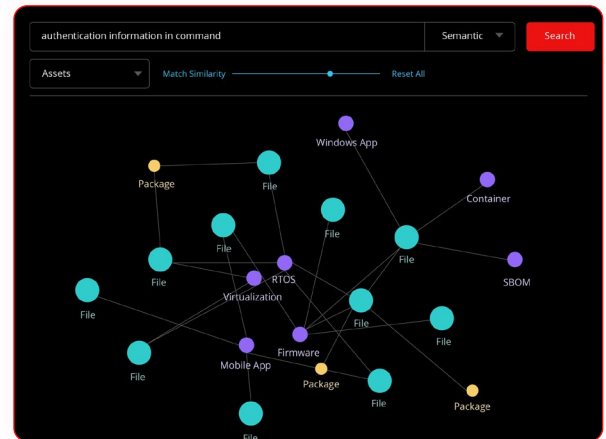 authentication information in command
Semantic
Search
Assets
Match Similarity
Reset All
Windows App
Package
File
Container
File
File
File
File
RTOS
SBOM
Virtualization
File
File
File
File
Firmware
Mobile App
File
Package
File
Package
File